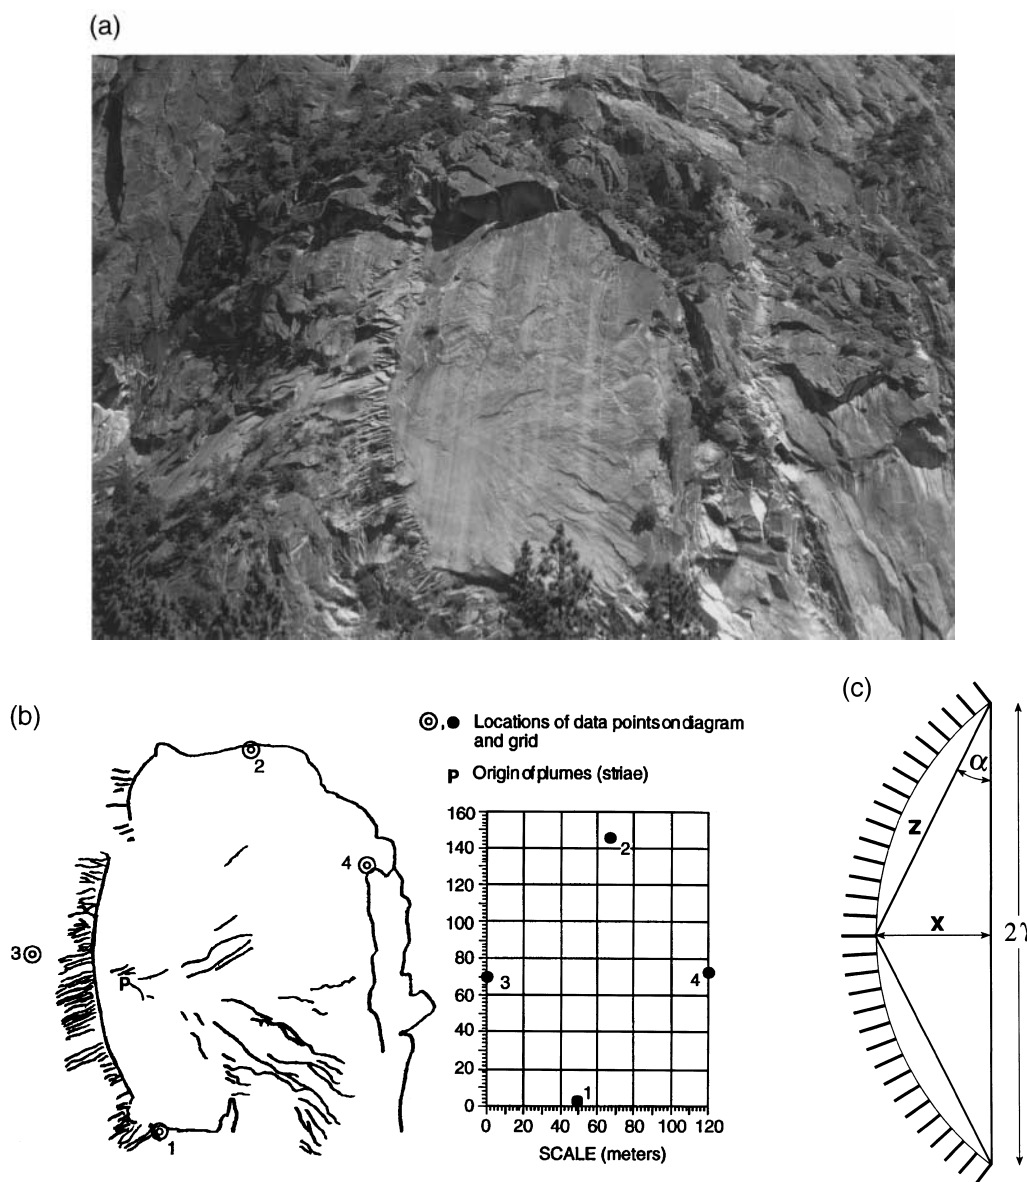 (a)
(b)
2
4
3
P
1
◎,● Locations of data points on diagram
and grid
P Origin of plumes (striae)
160
140
120
100
80
60
40
20
0
2
3
4
1
0 20 40 60 80 100 120
SCALE (meters)
(c)
α
z
x
2γ